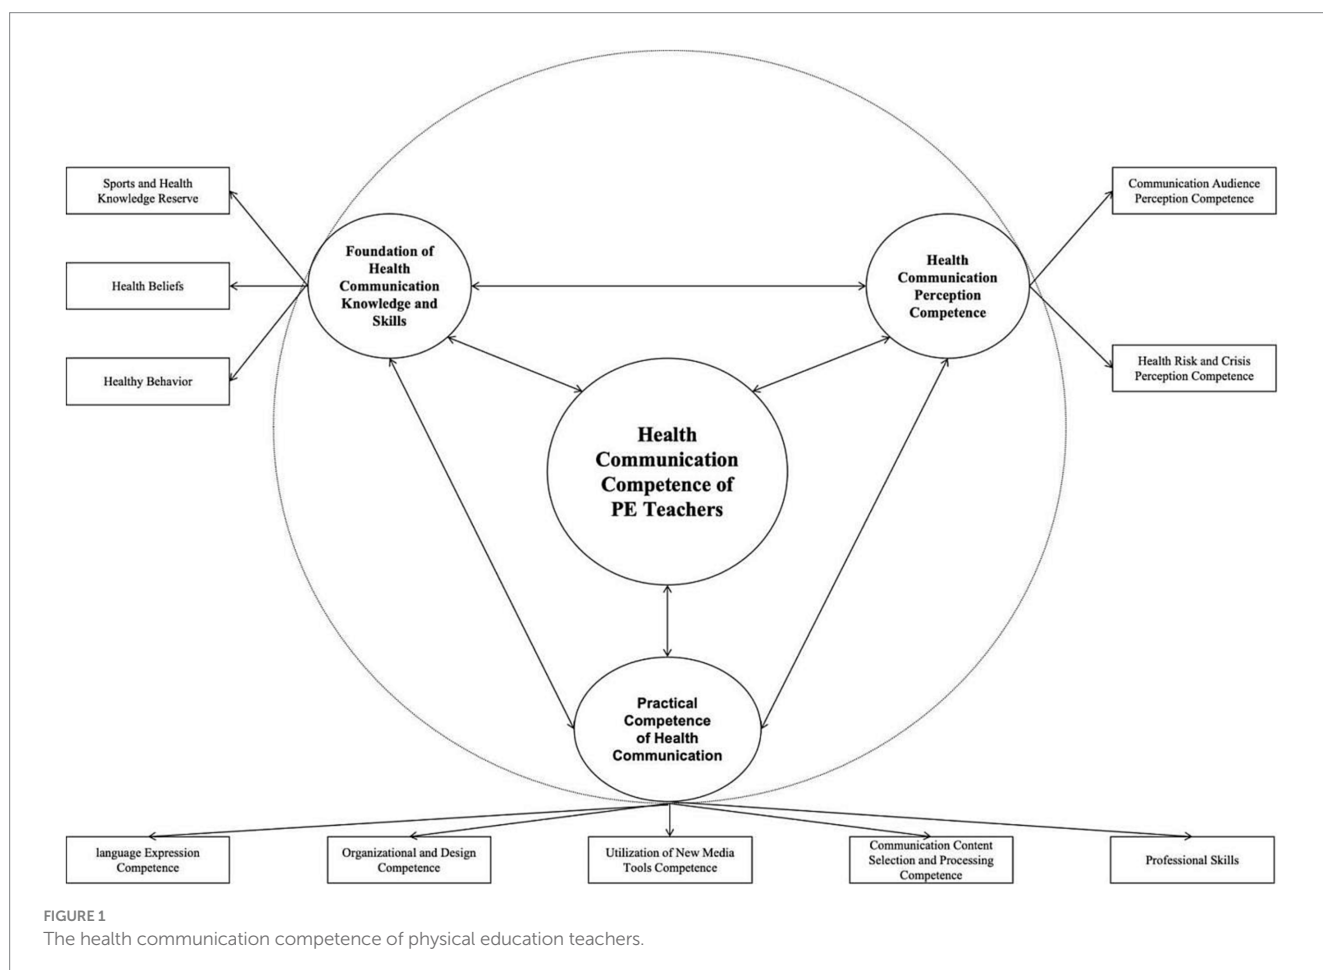 Sports and Health
Knowledge Reserve
Health Beliefs
Healthy Behavior
Foundation of
Health
Communication
Knowledge and
Skills
Health
Communication
Perception
Competence
Communication Audience
Perception Competence
Health Risk and Crisis
Perception Competence
Health
Communication
Competence of
PE Teachers
Practical
Competence
of Health
Communication
language Expression
Competence
Organizational and Design
Competence
Utilization of New Media
Tools Competence
Communication Content
Selection and Processing
Competence
Professional Skills
FIGURE 1
The health communication competence of physical education teachers.